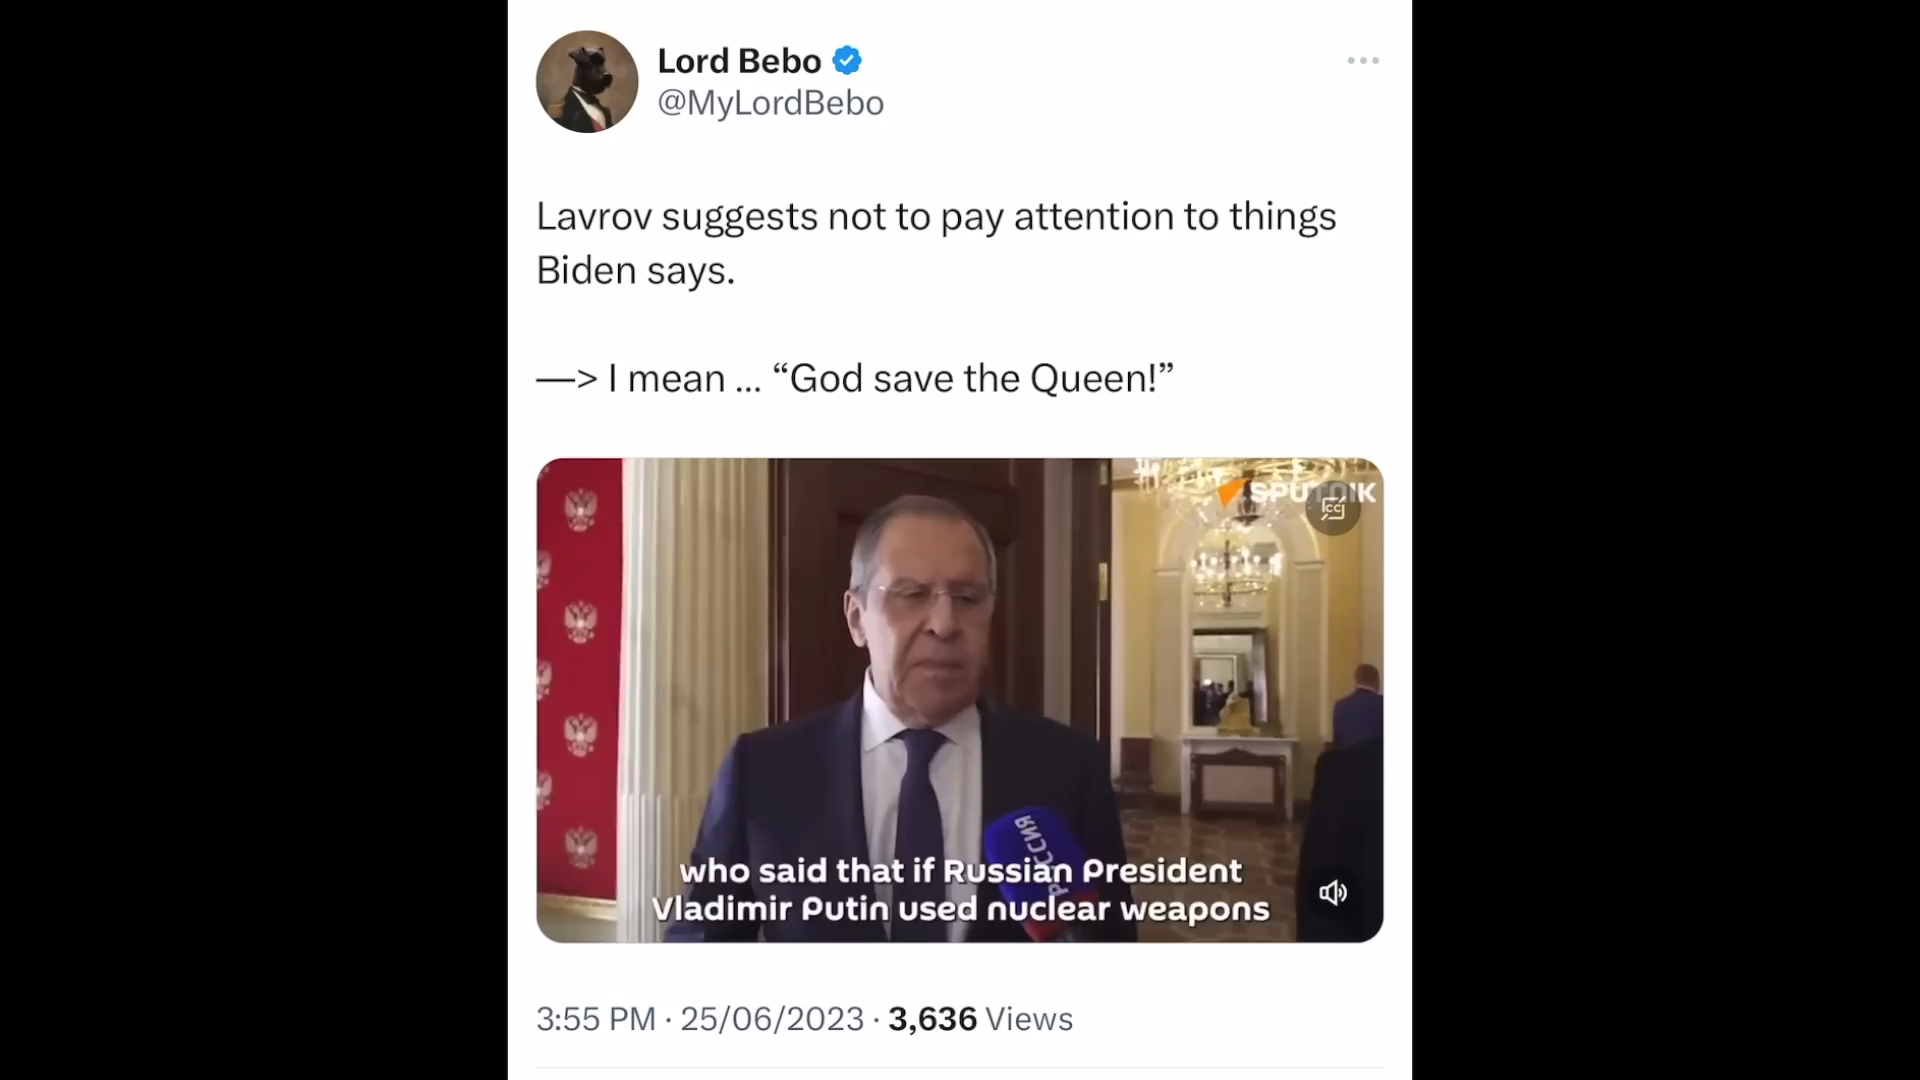 Lord Bebo
@MyLordBebo
Lavrov suggests not to pay attention to things
Biden says.
—> I mean ... “God save the Queen!”
SPUTNIK
CC
РОССИЯ
who said that if Russian President
Vladimir Putin used nuclear weapons
3:55 PM · 25/06/2023 · 3,636 Views